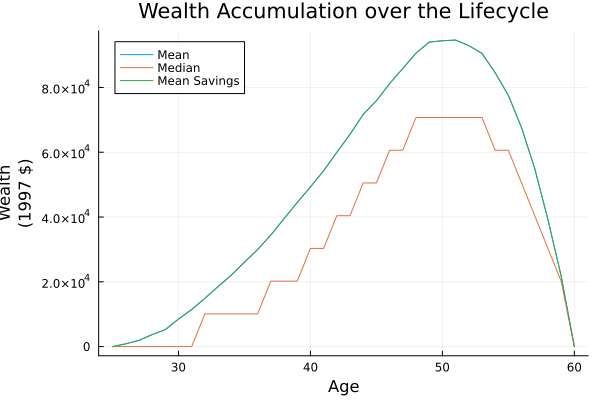 Wealth Accumulation over the Lifecycle
Mean
Median
Mean Savings
8.0×10⁴
6.0×10⁴
4.0×10⁴
2.0×10⁴
0
Wealth
(1997 $)
30
40
50
60
Age